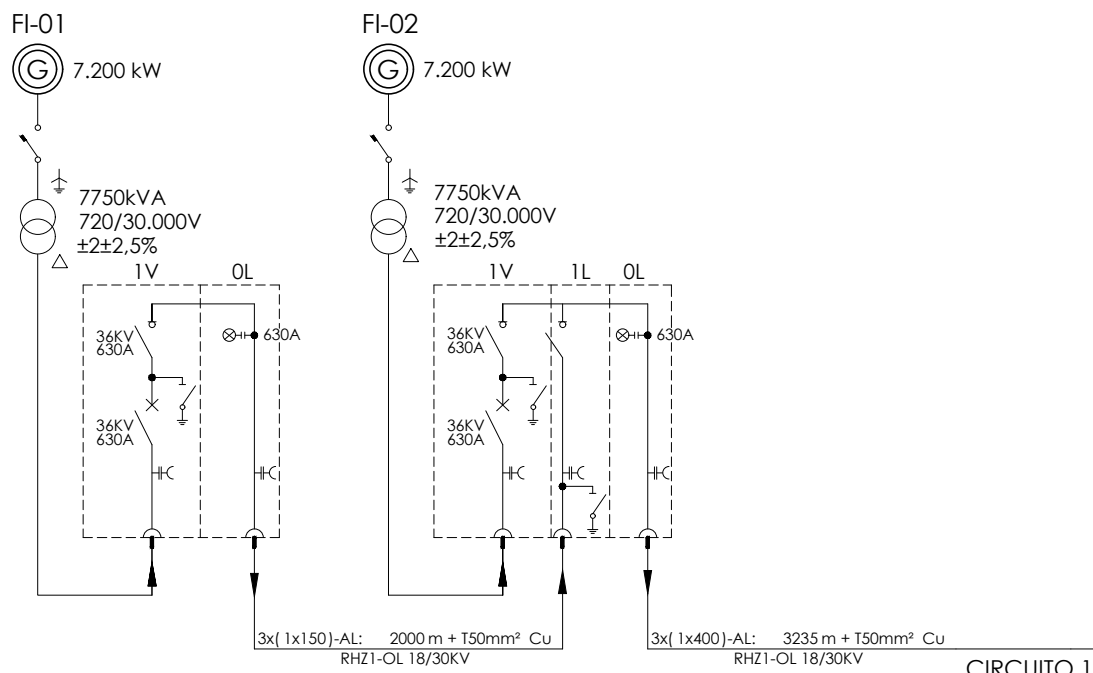 FI-01
G
7.200 kW
7750kVA
720/30.000V
±2±2,5%
1V
0L
36KV
630A
630A
36KV
630A
3x( 1x150)-AL: 2000 m + T50mm² Cu
RHZ1-OL 18/30KV
FI-02
G
7.200 kW
7750kVA
720/30.000V
±2±2,5%
1V
1L
0L
36KV
630A
630A
36KV
630A
3x( 1x400)-AL: 3235 m + T50mm² Cu
RHZ1-OL 18/30KV
CIRCUITO 1